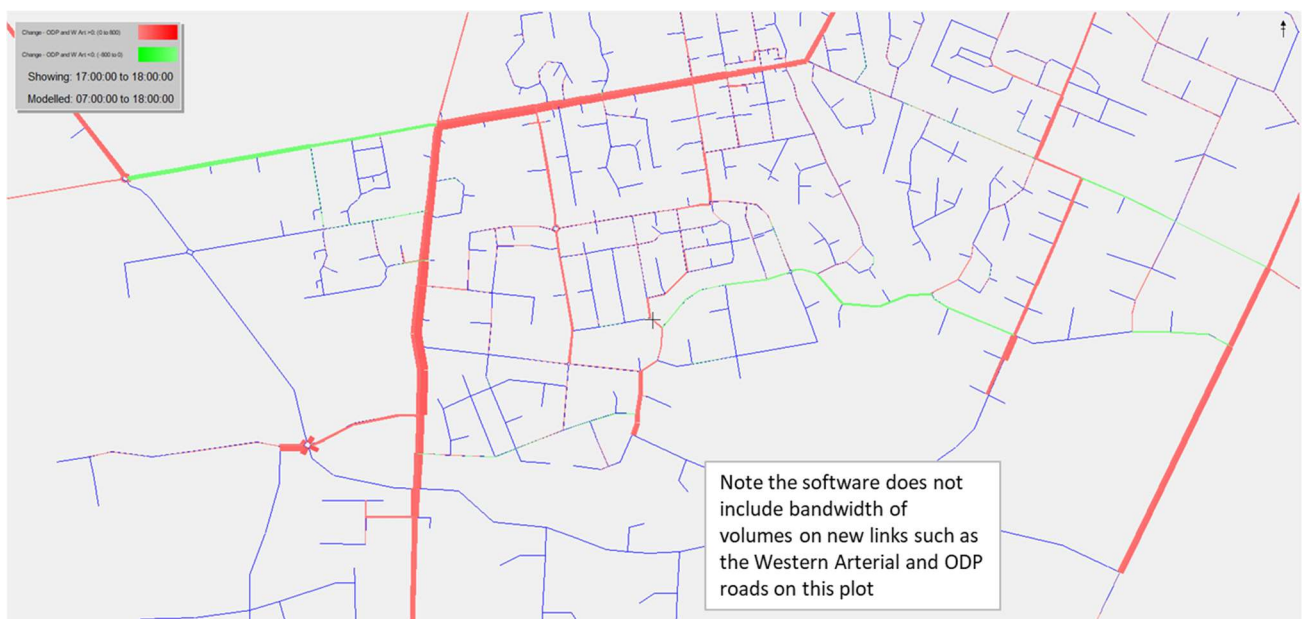 Change - ODP and W Art +0. (0 to 800)
Change - ODP and W Art +0. (-800 to 0)
Showing: 17:00:00 to 18:00:00
Modelled: 07:00:00 to 18:00:00
Note the software does not
include bandwidth of
volumes on new links such as
the Western Arterial and ODP
roads on this plot